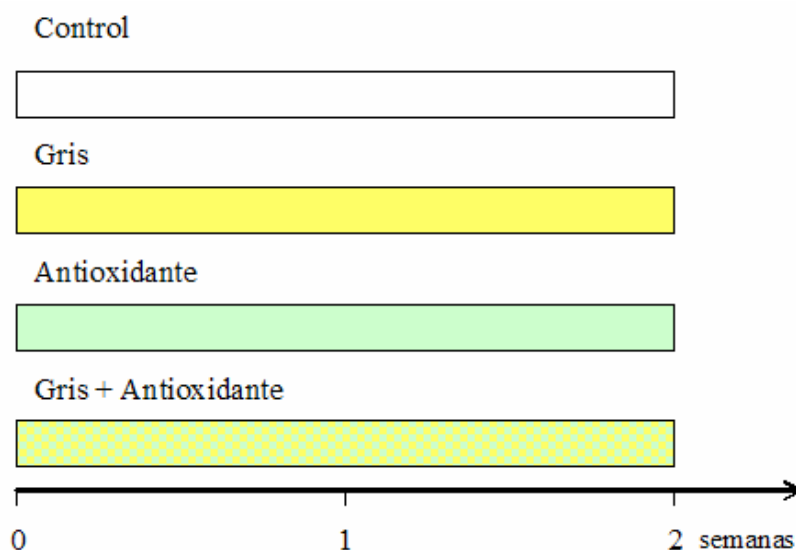 Control
Gris
Antioxidante
Gris + Antioxidante
0 1 2 semanas